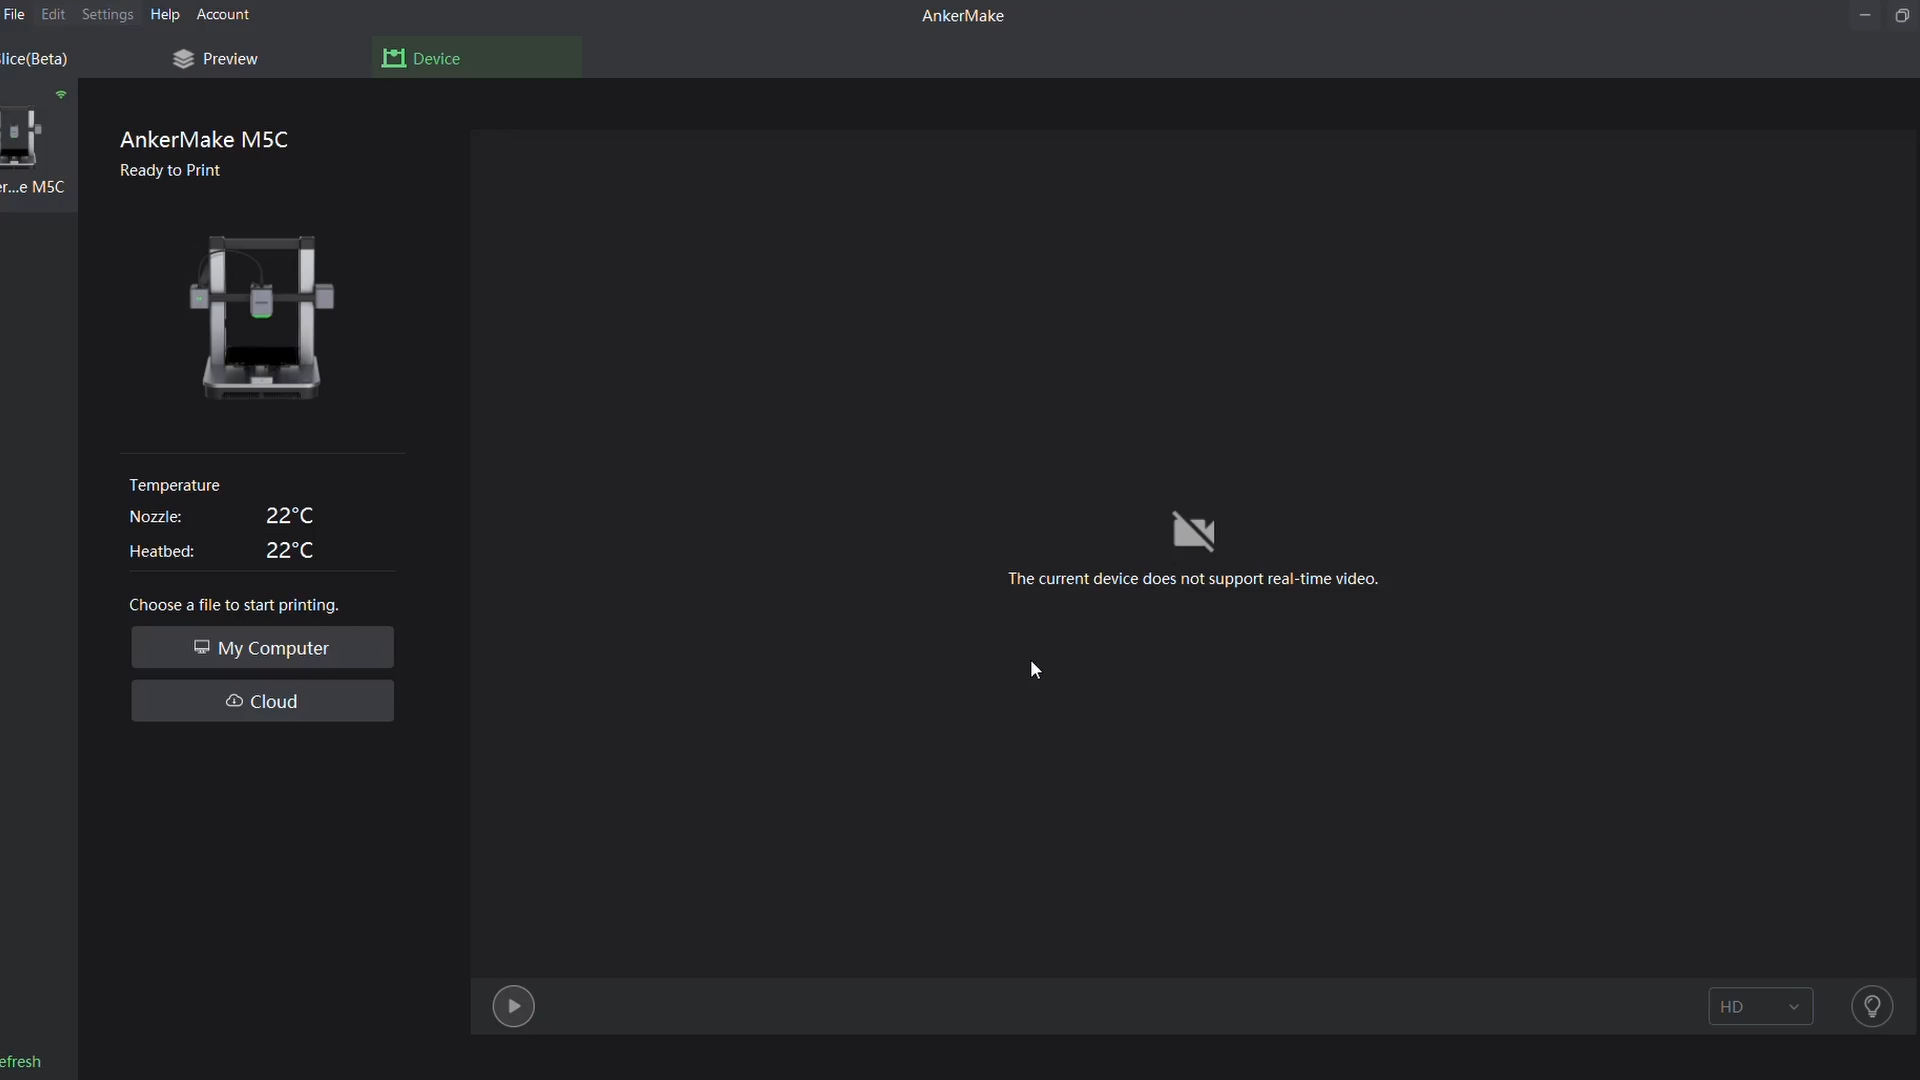 File Edit Settings Help Account
AnkerMake
lice(Beta)
Preview
Device
er...e M5C
AnkerMake M5C
Ready to Print
Temperature
Nozzle: 22°C
Heatbed: 22°C
Choose a file to start printing.
My Computer
Cloud
The current device does not support real-time video.
HD
efresh